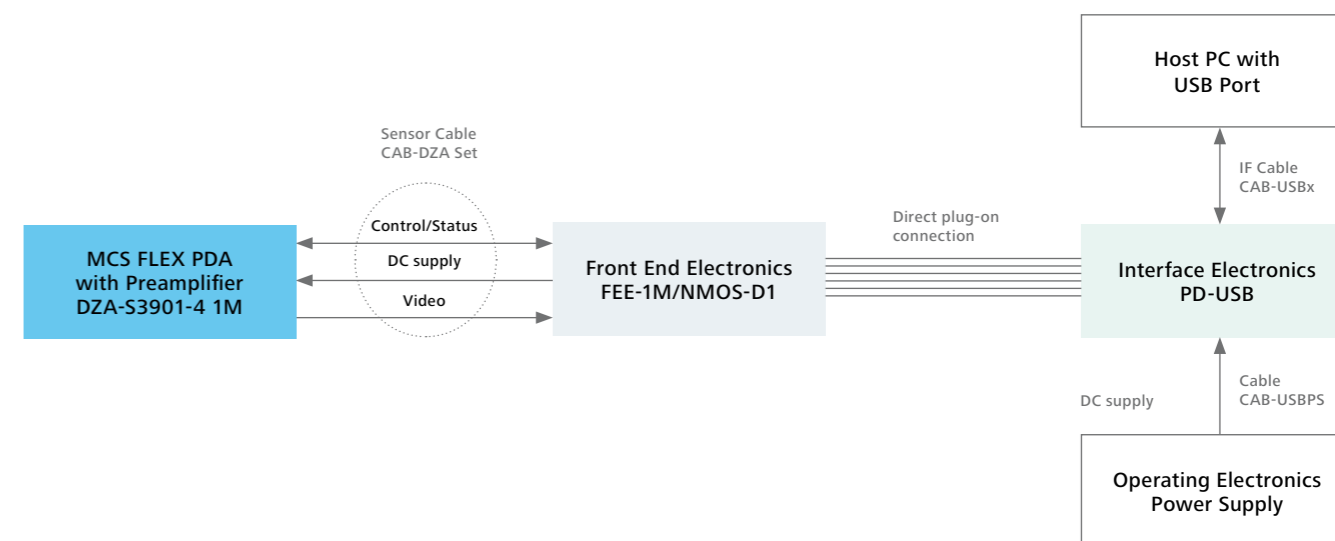 Host PC with
USB Port
Sensor Cable
CAB-DZA Set
IF Cable
CAB-USBx
Control/Status
DC supply
Video
MCS FLEX PDA
with Preamplifier
DZA-S3901-4 1M
Front End Electronics
FEE-1M/NMOS-D1
Direct plug-on
connection
Interface Electronics
PD-USB
DC supply
Cable
CAB-USBPS
Operating Electronics
Power Supply